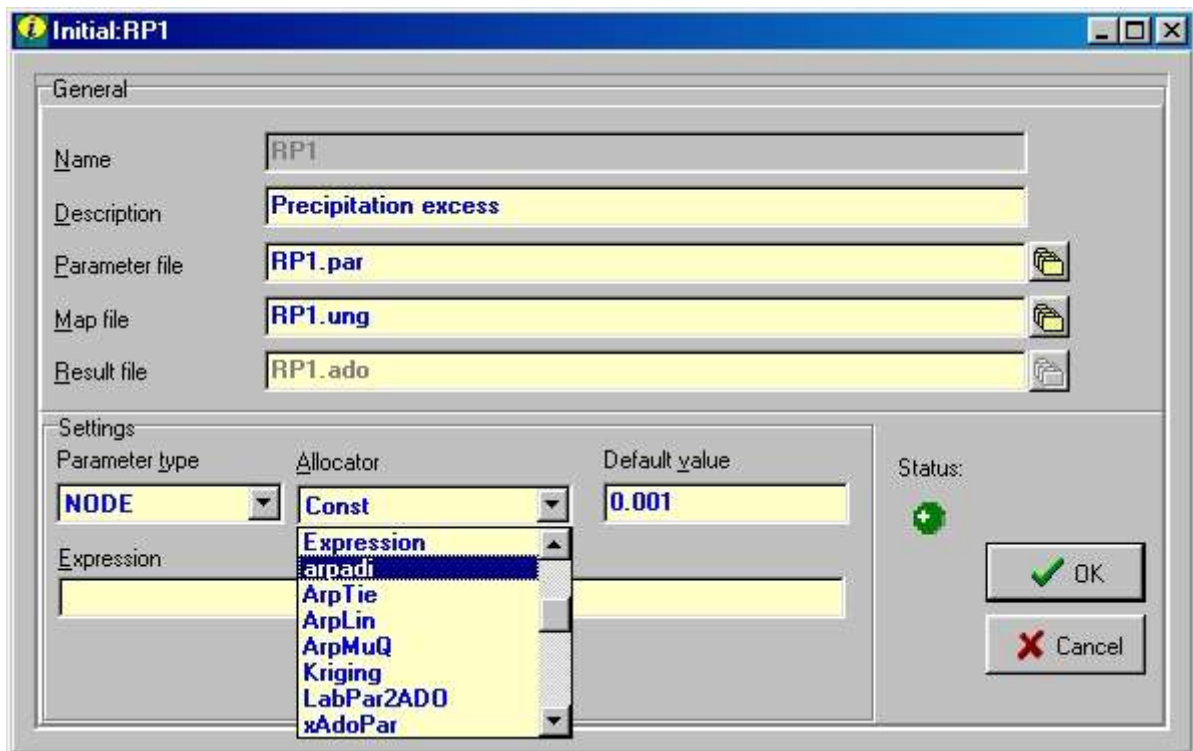 Initial:RP1
General
Name RP1
Description Precipitation excess
Parameter file RP1.par
Map file RP1.ung
Result file RP1.ado
Settings
Parameter type Allocator Default value Status:
NODE Const 0.001
Expression
Expression
arpadi
ArpTie
ArpLin
ArpMuQ
Kriging
LabPar2ADO
xAdoPar
OK
Cancel